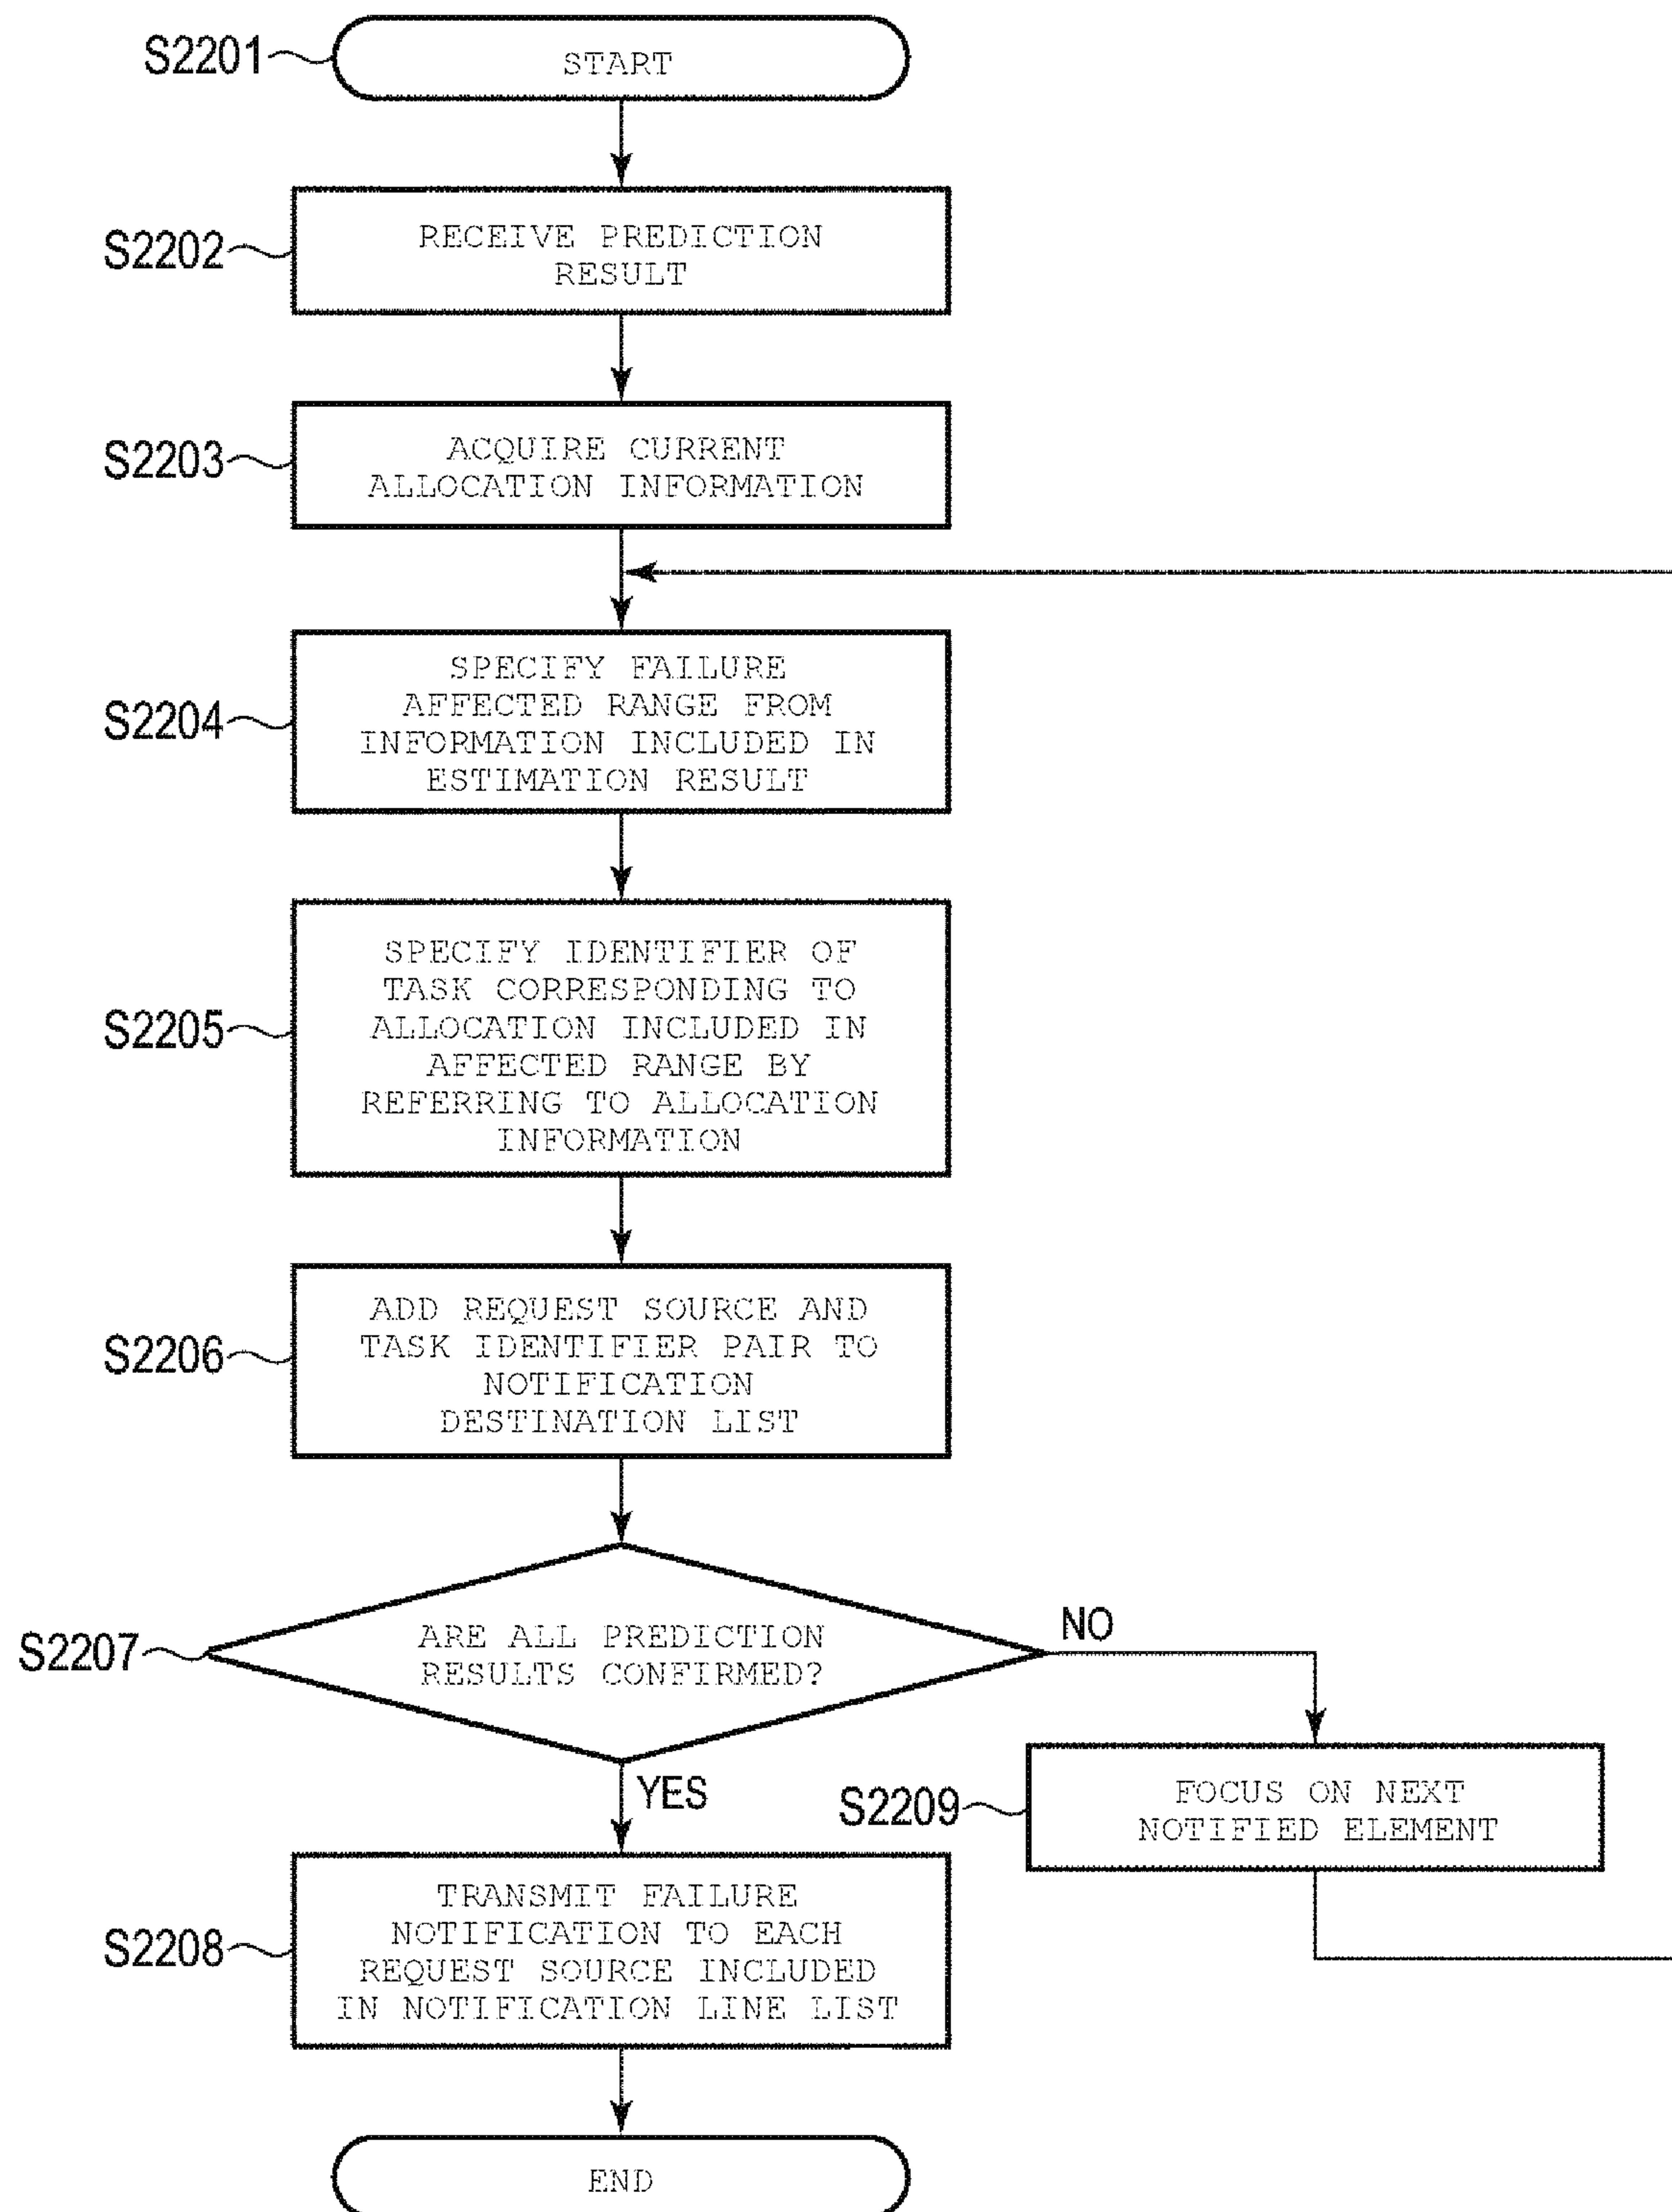 S2201
START
S2202
RECEIVE PREDICTION
RESULT
S2203
ACQUIRE CURRENT
ALLOCATION INFORMATION
S2204
SPECIFY FAILURE
AFFECTED RANGE FROM
INFORMATION INCLUDED IN
ESTIMATION RESULT
S2205
SPECIFY IDENTIFIER OF
TASK CORRESPONDING TO
ALLOCATION INCLUDED IN
AFFECTED RANGE BY
REFERRING TO ALLOCATION
INFORMATION
S2206
ADD REQUEST SOURCE AND
TASK IDENTIFIER PAIR TO
NOTIFICATION
DESTINATION LIST
S2207
ARE ALL PREDICTION
RESULTS CONFIRMED?
NO
YES
S2209
FOCUS ON NEXT
NOTIFIED ELEMENT
S2208
TRANSMIT FAILURE
NOTIFICATION TO EACH
REQUEST SOURCE INCLUDED
IN NOTIFICATION LINE LIST
END